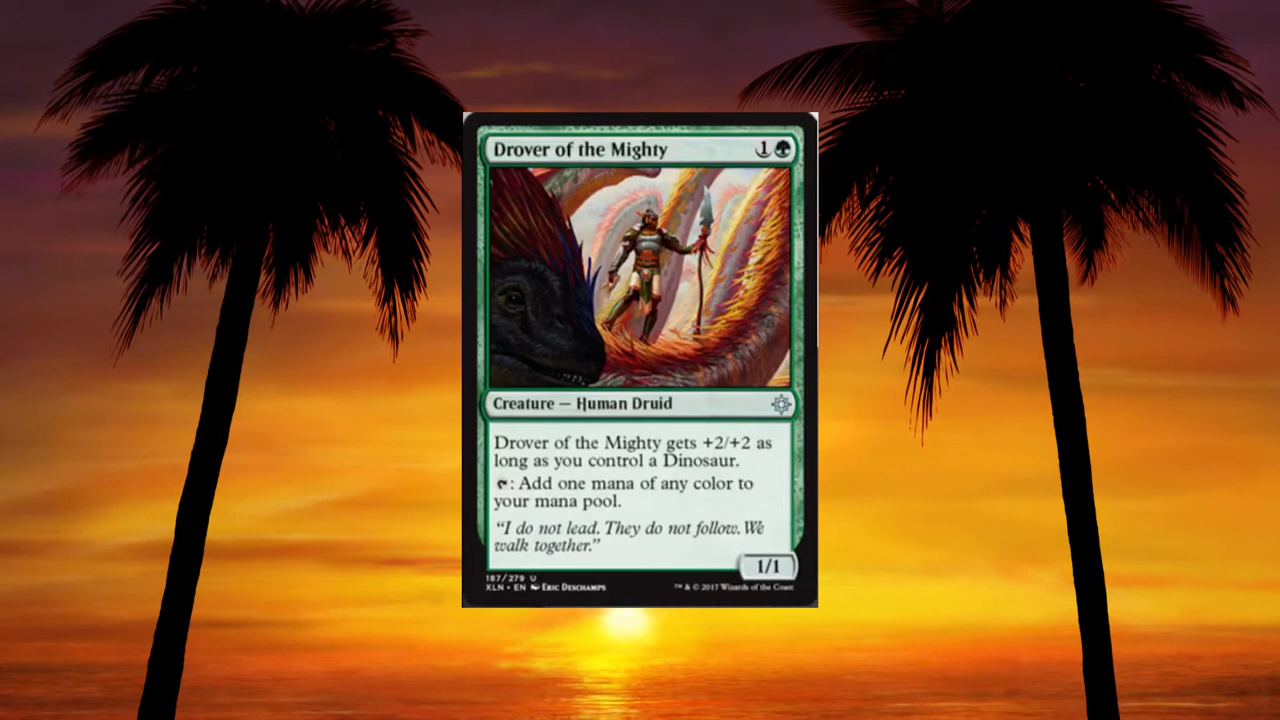 Drover of the Mighty 1
Creature — Human Druid
Drover of the Mighty gets +2/+2 as
long as you control a Dinosaur.
: Add one mana of any color to
your mana pool.
“I do not lead. They do not follow. We
walk together.”
1/1
187/279 U
XLN • EN Eric Deschamps
™ & © 2017 Wizards of the Coast